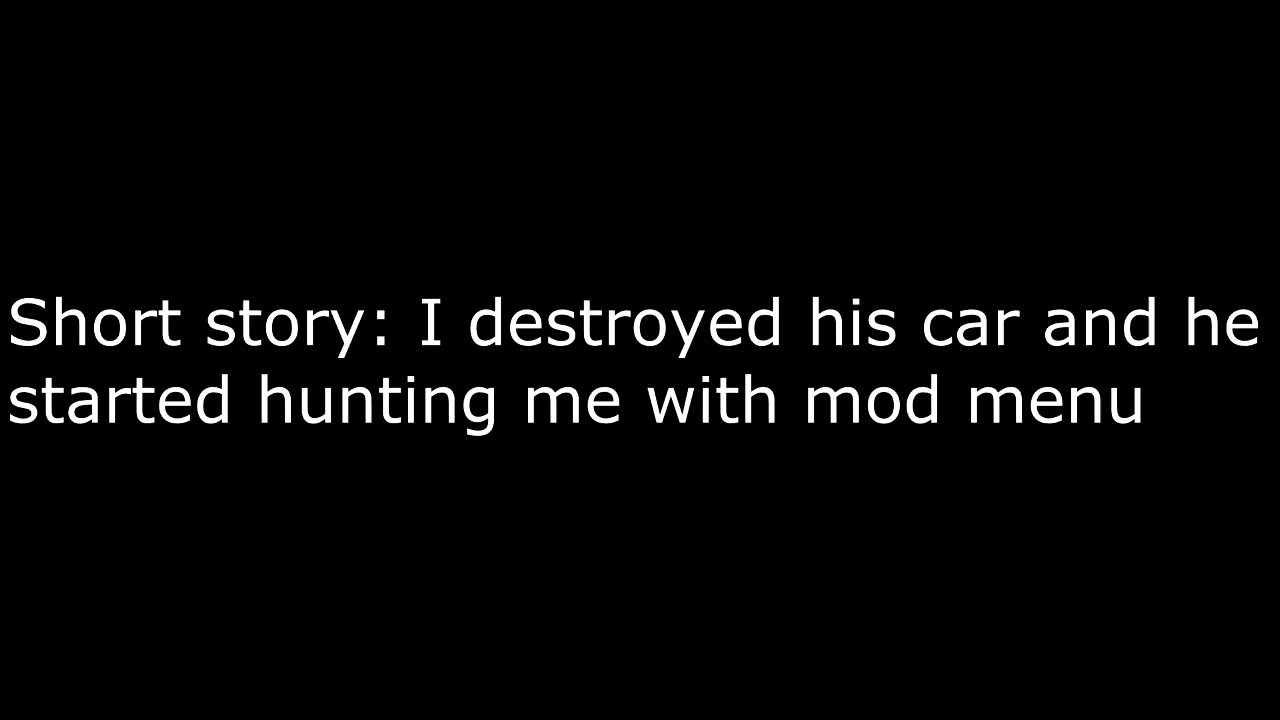 Short story: I destroyed his car and he
started hunting me with mod menu